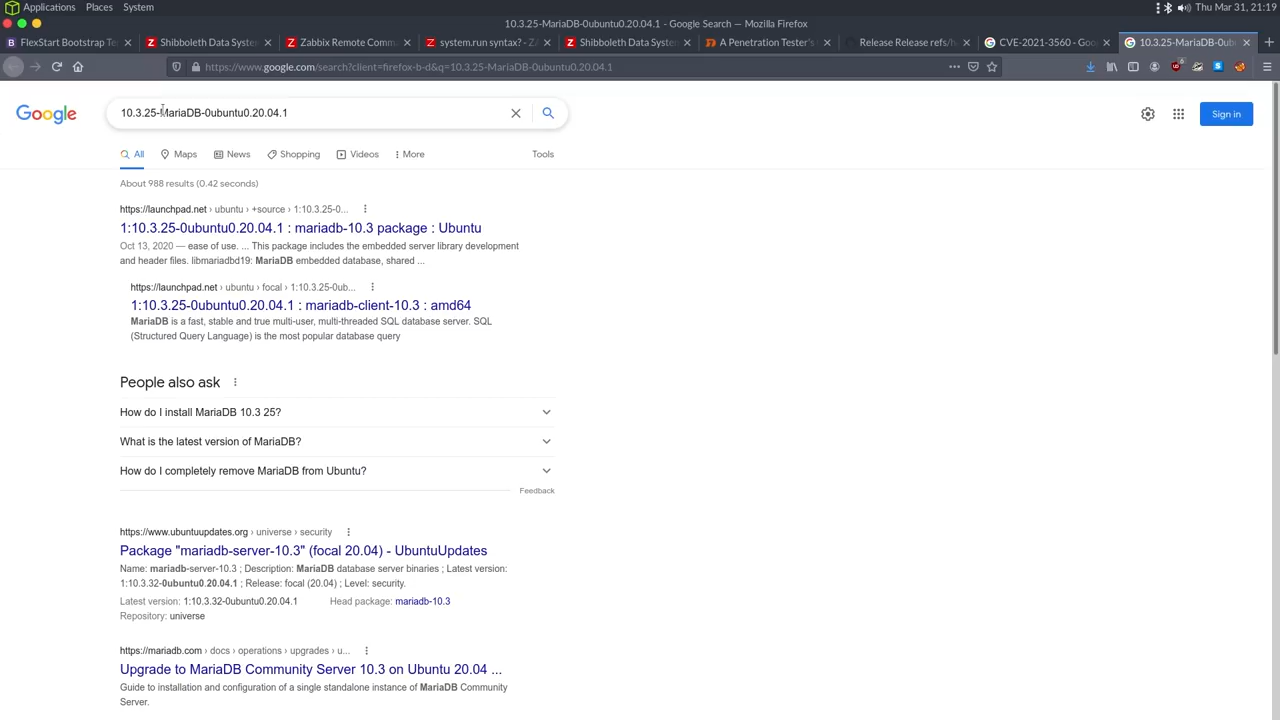 Applications Places System
Thu Mar 31, 21:19
10.3.25-MariaDB-0ubuntu0.20.04.1 - Google Search — Mozilla Firefox
FlexStart Bootstrap Te
Shibboleth Data Syster
Zabbix Remote Comm
system.run syntax? - ZA
Shibboleth Data Syster
A Penetration Tester's
Release Release refs/h
CVE-2021-3560 - Goo
10.3.25-MariaDB-0ub
https://www.google.com/search?client=firefox-b-d&q=10.3.25-MariaDB-0ubuntu0.20.04.1
Google
10.3.25-MariaDB-0ubuntu0.20.04.1
Sign in
All Maps News Shopping Videos More Tools
About 988 results (0.42 seconds)
https://launchpad.net › ubuntu › +source › 1:10.3.25-0...
1:10.3.25-0ubuntu0.20.04.1 : mariadb-10.3 package : Ubuntu
Oct 13, 2020 — ease of use. ... This package includes the embedded server library development
and header files. libmariadbd19: MariaDB embedded database, shared ...
https://launchpad.net › ubuntu › focal › 1:10.3.25-0ub...
1:10.3.25-0ubuntu0.20.04.1 : mariadb-client-10.3 : amd64
MariaDB is a fast, stable and true multi-user, multi-threaded SQL database server. SQL
(Structured Query Language) is the most popular database query
People also ask
How do I install MariaDB 10.3 25?
What is the latest version of MariaDB?
How do I completely remove MariaDB from Ubuntu?
Feedback
https://www.ubuntuupdates.org › universe › security
Package "mariadb-server-10.3" (focal 20.04) - UbuntuUpdates
Name: mariadb-server-10.3 ; Description: MariaDB database server binaries ; Latest version:
1:10.3.32-0ubuntu0.20.04.1 ; Release: focal (20.04) ; Level: security.
Latest version: 1:10.3.32-0ubuntu0.20.04.1 Head package: mariadb-10.3
Repository: universe
https://mariadb.com › docs › operations › upgrades › u...
Upgrade to MariaDB Community Server 10.3 on Ubuntu 20.04 ...
Guide to installation and configuration of a single standalone instance of MariaDB Community
Server.